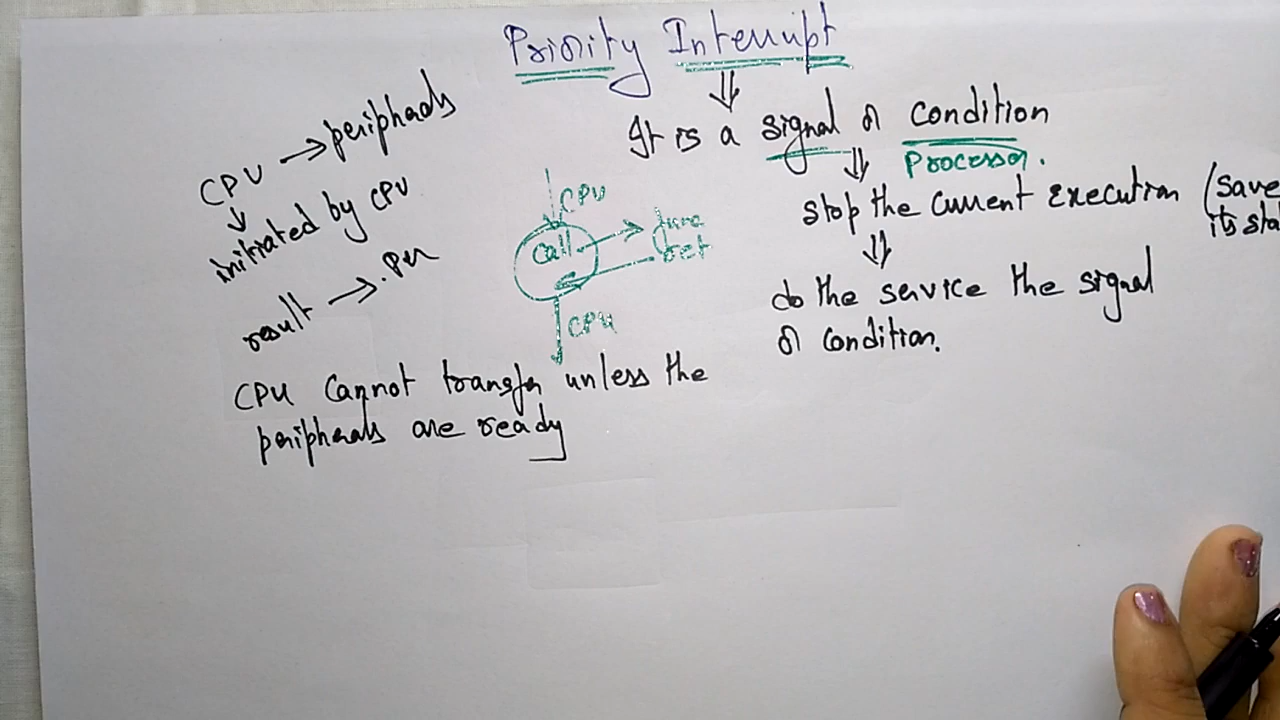 Priority Interrupt
It is a signal or condition
Processor.
stop the current execution (save
its sta
do the service the signal
or condition.
CPU → peripherals
initiated by CPU
result → per
CPU
Call →
ret
CPU
CPU cannot transfer unless the
peripherals are ready